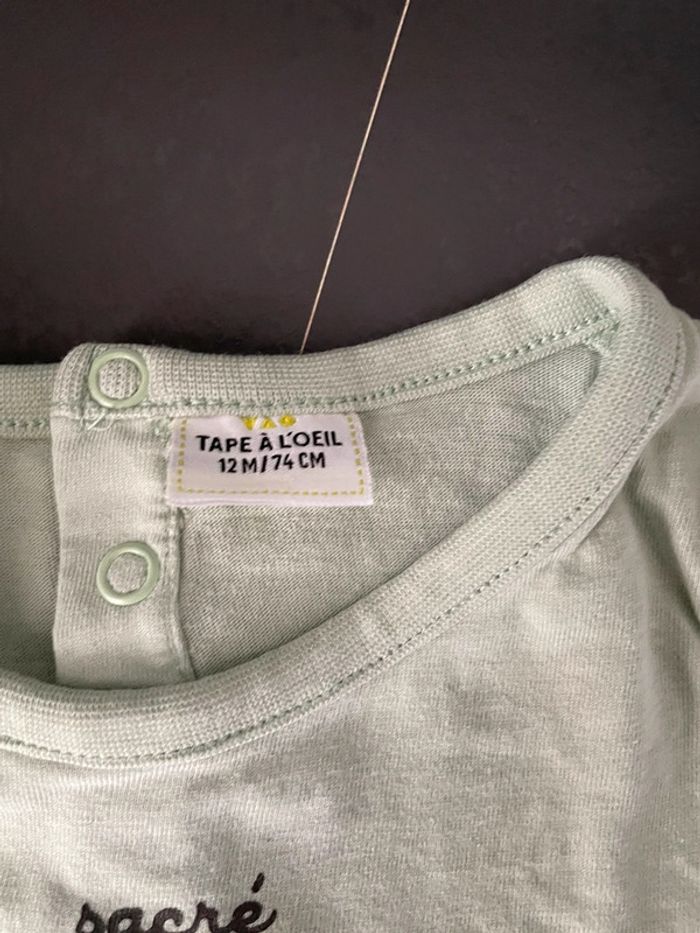 TAPE À L'OEIL
12 M/74 CM
sacré